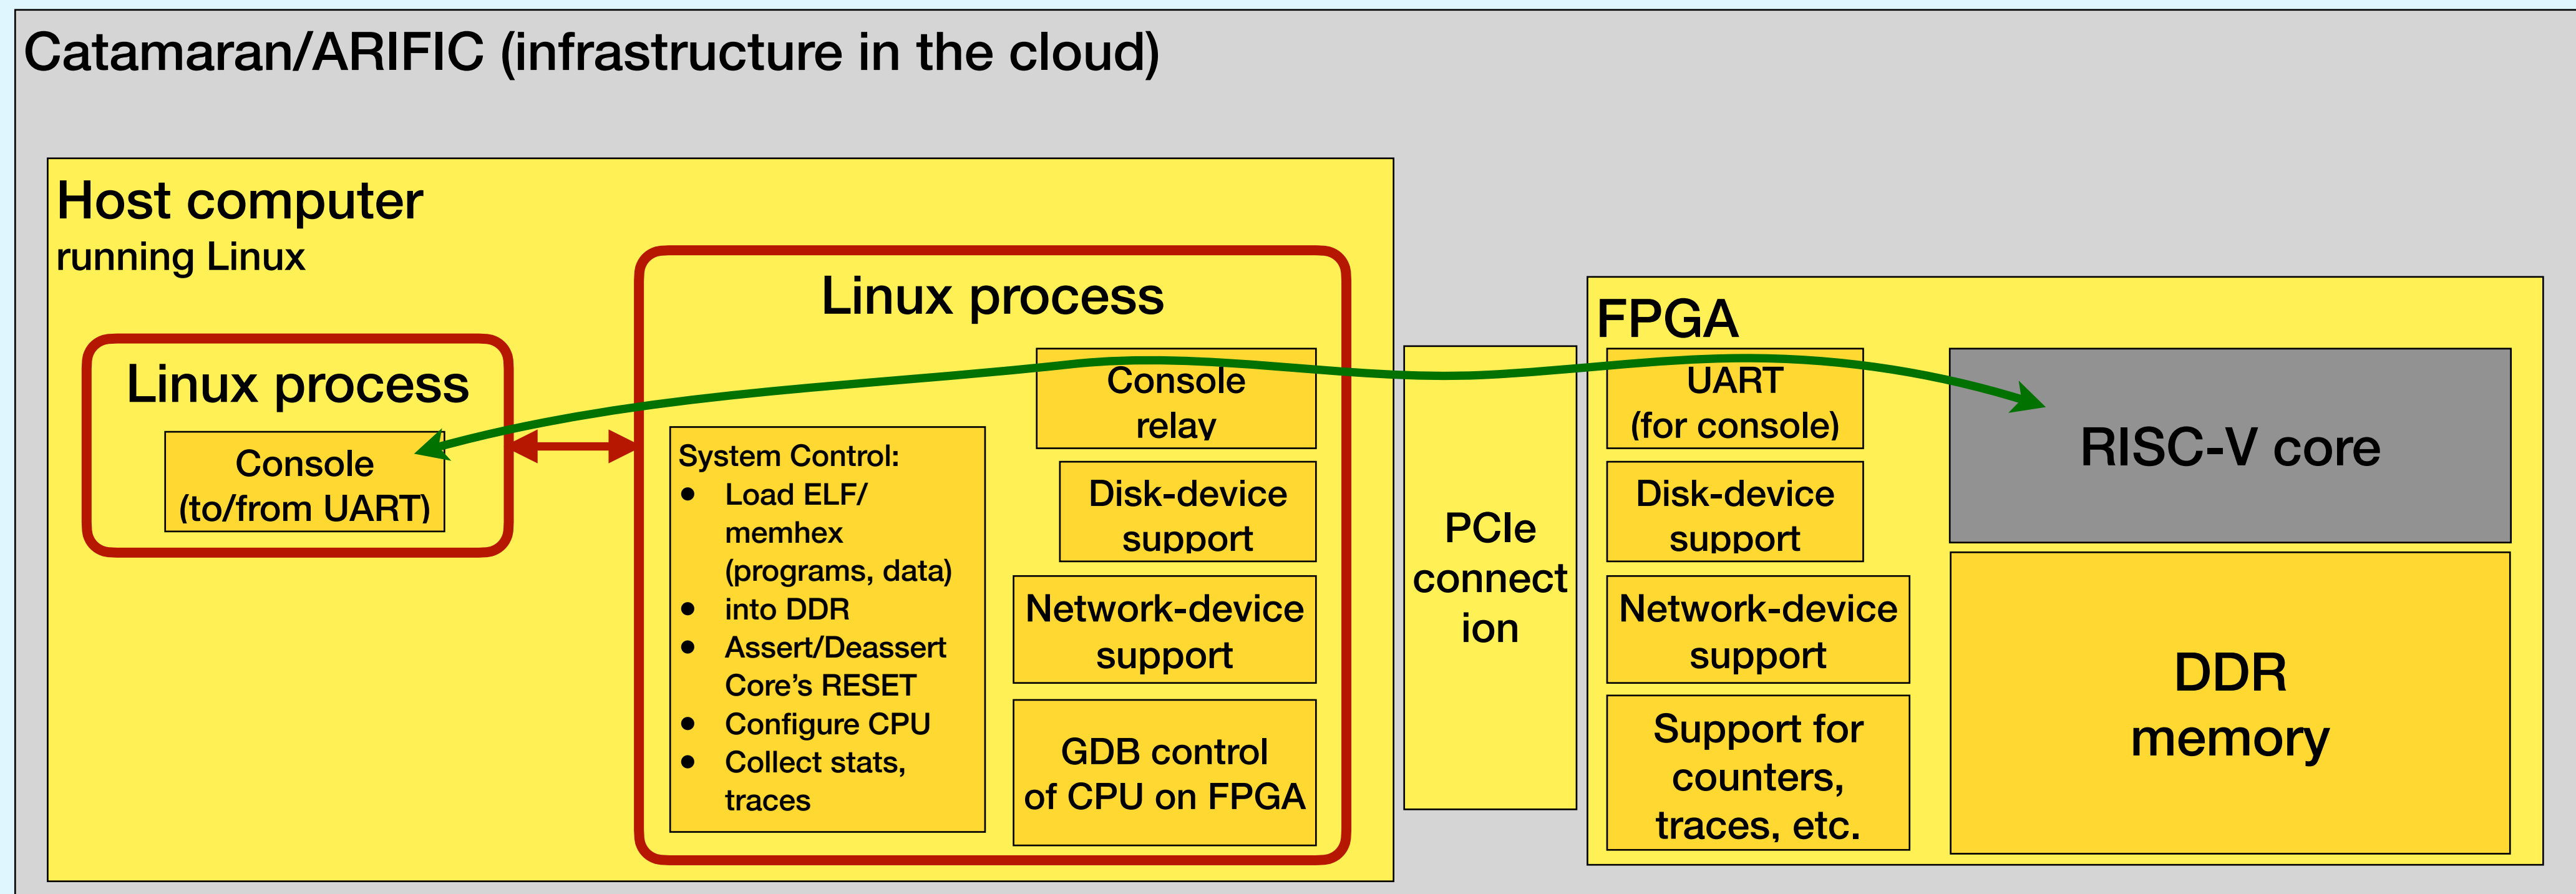 Catamaran/ARIFIC (infrastructure in the cloud)
Host computer
running Linux
Linux process
Console
(to/from UART)
Linux process
System Control:
● Load ELF/
memhex
(programs, data)
● into DDR
● Assert/Deassert
Core's RESET
● Configure CPU
● Collect stats,
traces
Console
relay
Disk-device
support
Network-device
support
GDB control
of CPU on FPGA
PCIe
connect
ion
FPGA
UART
(for console)
Disk-device
support
Network-device
support
Support for
counters,
traces, etc.
RISC-V core
DDR
memory